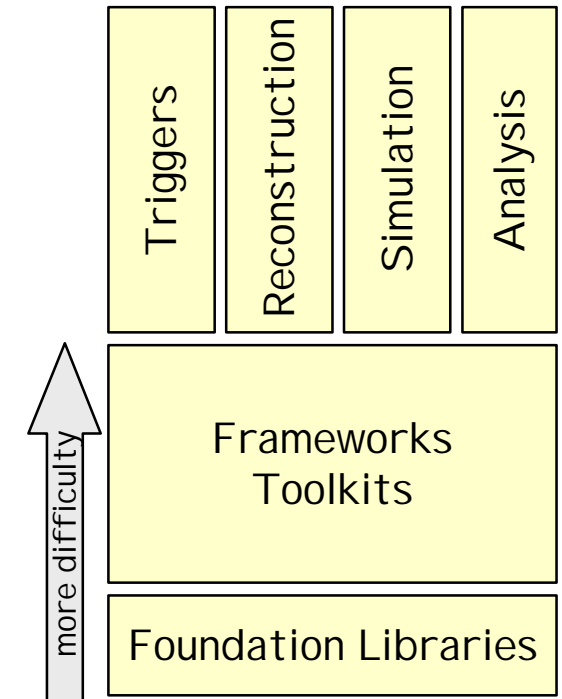 Triggers
Reconstruction
Simulation
Analysis
Frameworks
Toolkits
more difficulty
Foundation Libraries